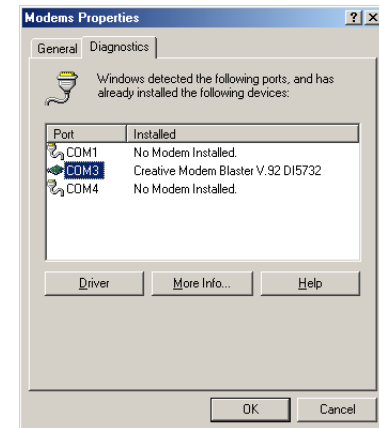 Modems Properties
General Diagnostics
Windows detected the following ports, and has
already installed the following devices:
Port Installed
COM1 No Modem Installed.
COM3 Creative Modem Blaster V.92 DI5732
COM4 No Modem Installed.
Driver More Info... Help
OK Cancel